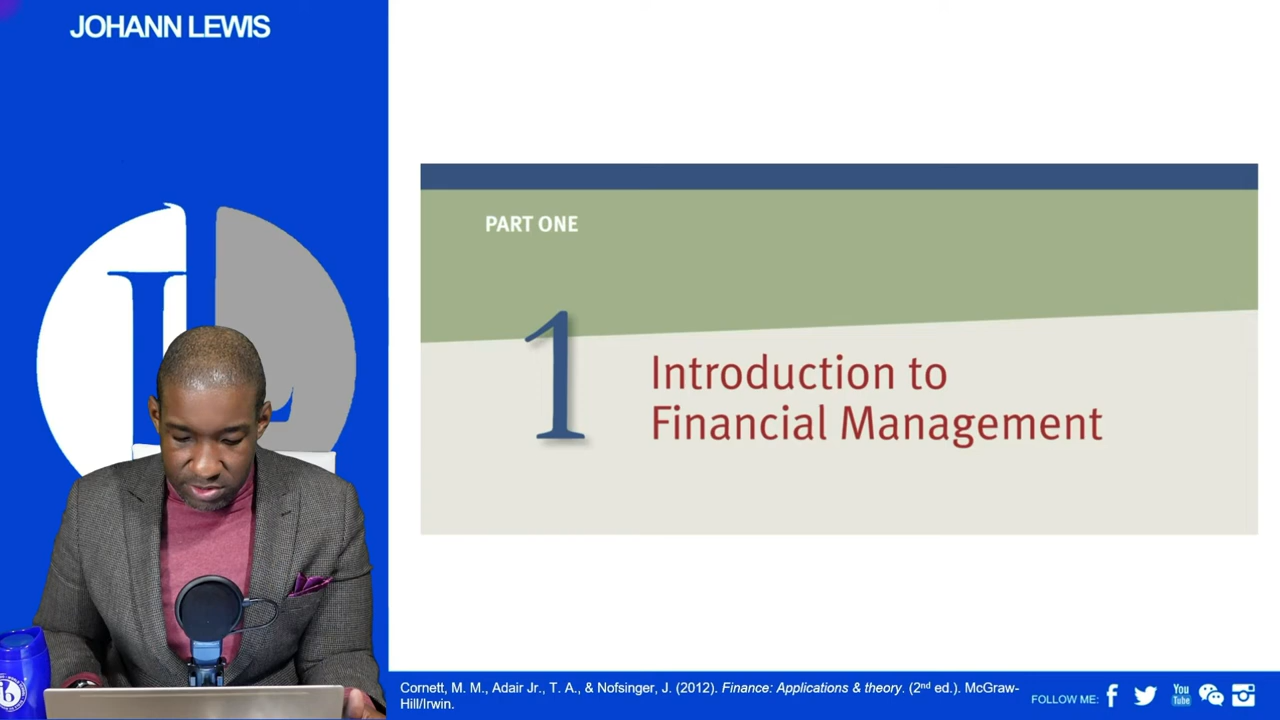 JOHANN LEWIS
L
PART ONE
1
Introduction to
Financial Management
Cornett, M. M., Adair Jr., T. A., & Nofsinger, J. (2012). Finance: Applications & theory. (2nd ed.). McGraw-
Hill/Irwin.
FOLLOW ME:
You
Tube